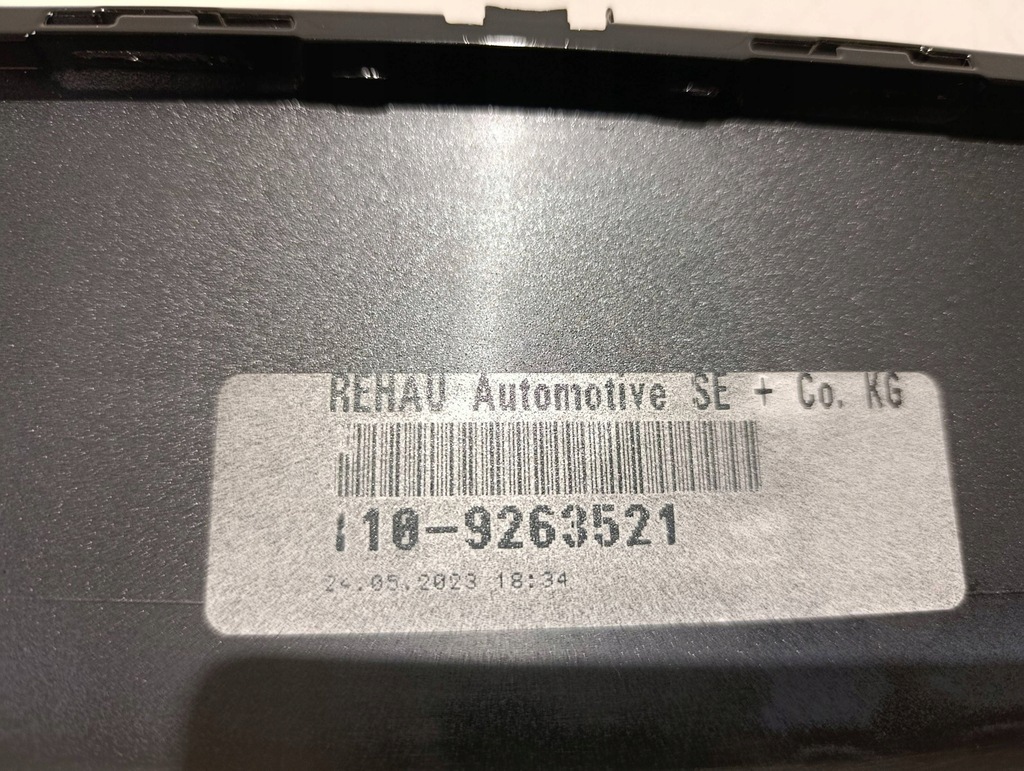 REHAU Automotive SE + Co. KG
110-9263521
24.05.2023 18:34